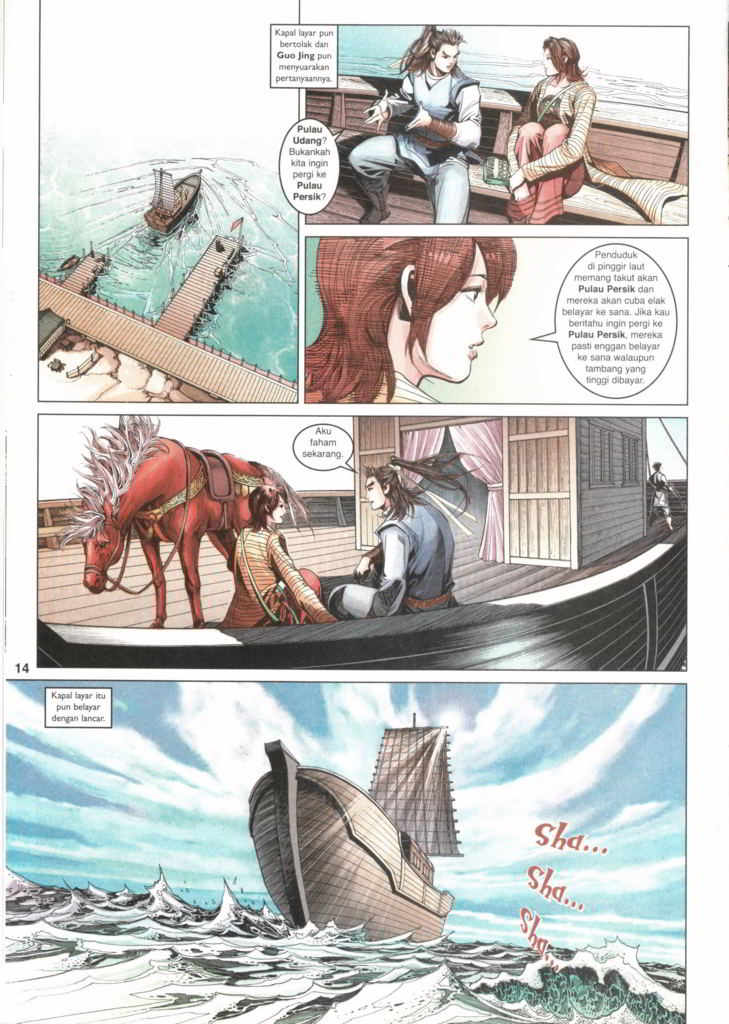 Kapal layar pun
bertolak dan
Guo Jing pun
menyuarakan
pertanyaannya.
Pulau
Udang?
Bukankah
kita ingin
pergi ke
Pulau
Persik?
Penduduk
di pinggir laut
memang takut akan
Pulau Persik dan
mereka akan cuba elak
belayar ke sana. Jika kau
beritahu ingin pergi ke
Pulau Persik, mereka
pasti enggan belayar
ke sana walaupun
tambang yang
tinggi dibayar.
Aku
faham
sekarang.
14
Kapal layar itu
pun belayar
dengan lancar.
Sha...
Sha...
Sha...